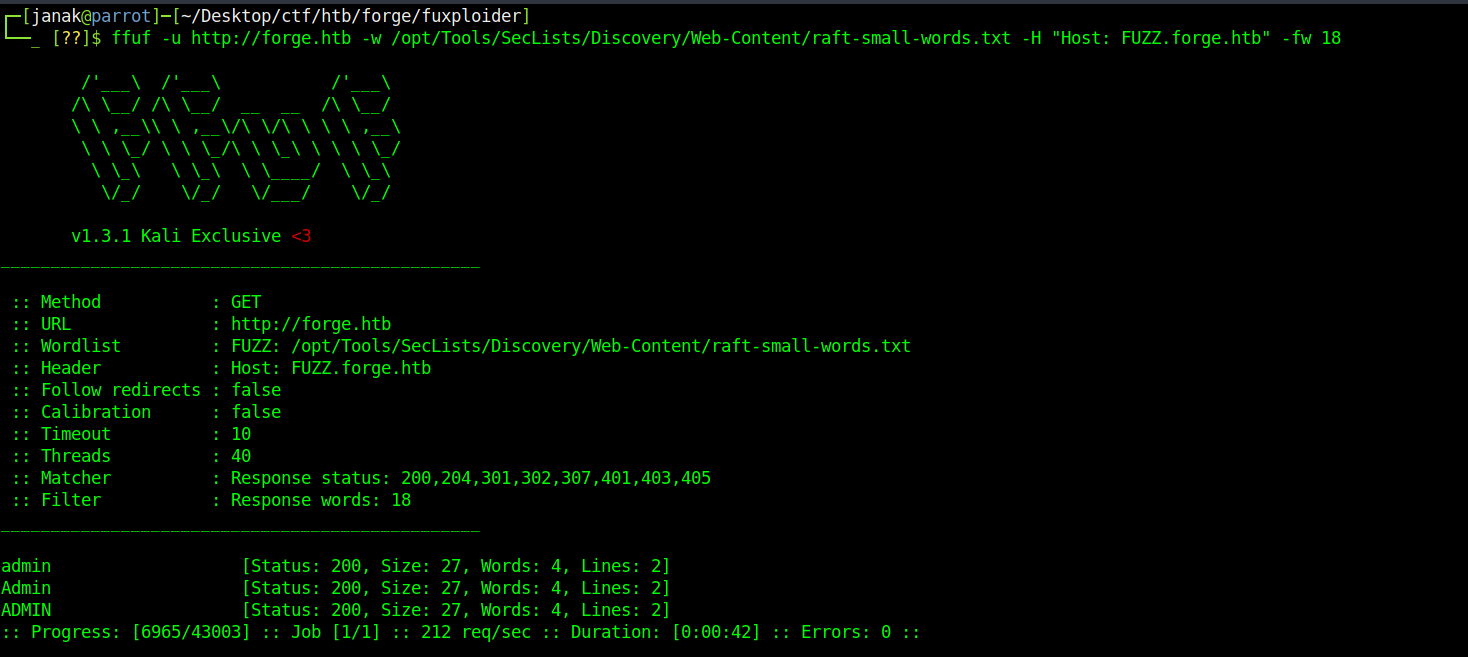 ┌─[janak@parrot]─[~/Desktop/ctf/htb/forge/fuxploider]
└──_ [??]$ ffuf -u http://forge.htb -w /opt/Tools/SecLists/Discovery/Web-Content/raft-small-words.txt -H "Host: FUZZ.forge.htb" -fw 18
        /'___\  /'___\           /'___\
       /\ \__/ /\ \__/  __  __  /\ \__/
       \ \ ,__\\ \ ,__\/\ \/\ \ \ \ ,__\
        \ \ \_/ \ \ \_/\ \ \_\ \ \ \ \_/
         \ \_\   \ \_\  \ \____/  \ \_\
          \/_/    \/_/   \/___/    \/_/
       v1.3.1 Kali Exclusive <3
________________________________________________
 :: Method           : GET
 :: URL              : http://forge.htb
 :: Wordlist         : FUZZ: /opt/Tools/SecLists/Discovery/Web-Content/raft-small-words.txt
 :: Header           : Host: FUZZ.forge.htb
 :: Follow redirects : false
 :: Calibration      : false
 :: Timeout          : 10
 :: Threads          : 40
 :: Matcher          : Response status: 200,204,301,302,307,401,403,405
 :: Filter           : Response words: 18
________________________________________________
admin                   [Status: 200, Size: 27, Words: 4, Lines: 2]
Admin                   [Status: 200, Size: 27, Words: 4, Lines: 2]
ADMIN                   [Status: 200, Size: 27, Words: 4, Lines: 2]
:: Progress: [6965/43003] :: Job [1/1] :: 212 req/sec :: Duration: [0:00:42] :: Errors: 0 ::